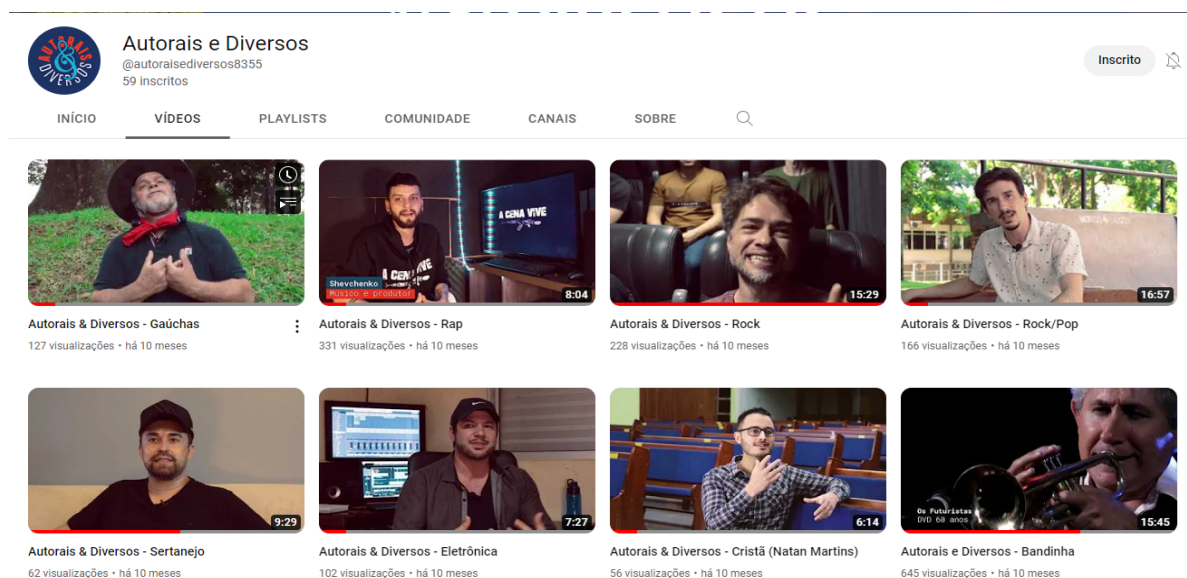 AUTORAIS
& DIVERSOS
Autorais e Diversos
@autoraisediversos8355
59 inscritos
Inscrito
INÍCIO VÍDEOS PLAYLISTS COMUNIDADE CANAIS SOBRE
A CENA VIVE
A CENA VIVE
Shevchenko
Músico e produtor
8:04
15:29
16:57
Autorais & Diversos - Gaúchas
127 visualizações • há 10 meses
Autorais & Diversos - Rap
331 visualizações • há 10 meses
Autorais & Diversos - Rock
228 visualizações • há 10 meses
Autorais & Diversos - Rock/Pop
166 visualizações • há 10 meses
9:29
7:27
6:14
Os Futuristas
DVD 60 anos
15:45
Autorais & Diversos - Sertanejo
62 visualizações • há 10 meses
Autorais & Diversos - Eletrônica
102 visualizações • há 10 meses
Autorais & Diversos - Cristã (Natan Martins)
56 visualizações • há 10 meses
Autorais e Diversos - Bandinha
645 visualizações • há 10 meses